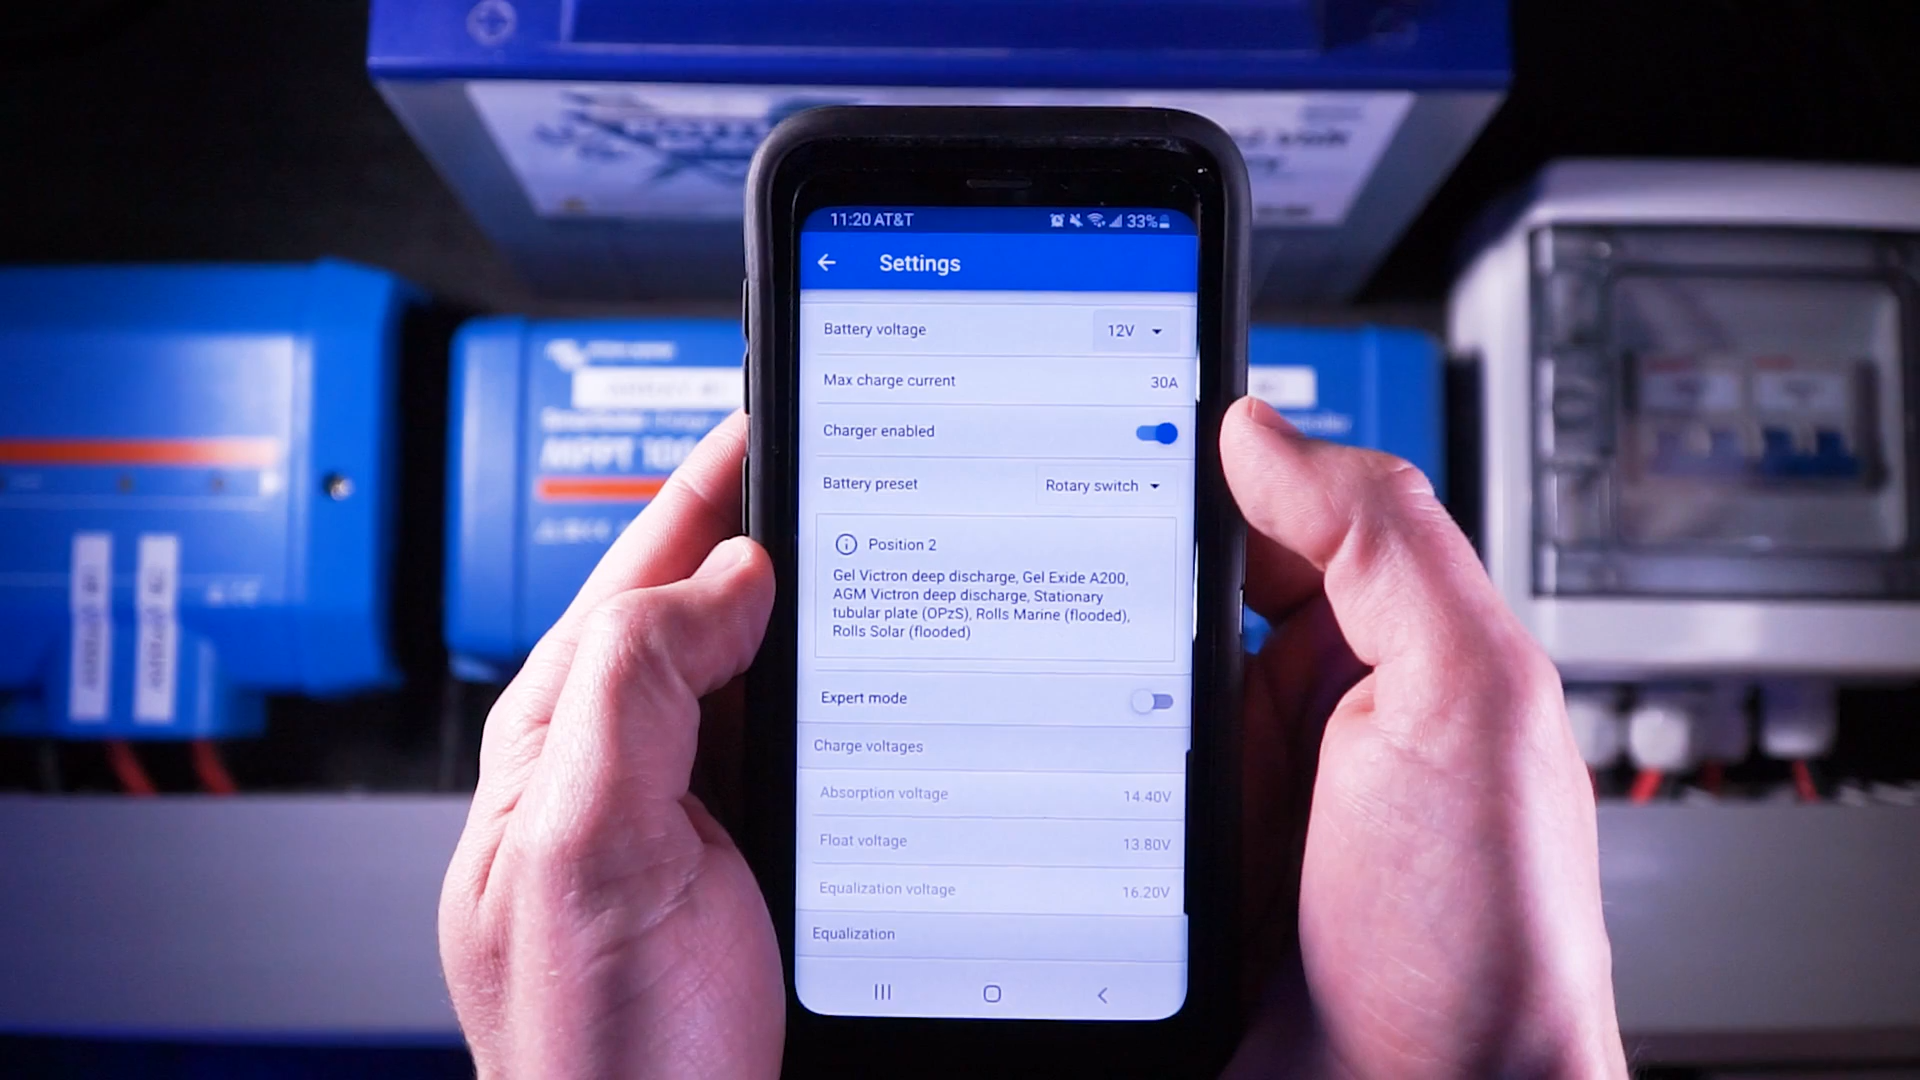 11:20 AT&T 33%
Settings
Battery voltage 12V
Max charge current 30A
Charger enabled
Battery preset Rotary switch
Position 2
Gel Victron deep discharge, Gel Exide A200,
AGM Victron deep discharge, Stationary
tubular plate (OPzS), Rolls Marine (flooded),
Rolls Solar (flooded)
Expert mode
Charge voltages
Absorption voltage 14.40V
Float voltage 13.80V
Equalization voltage 16.20V
Equalization
MPPT